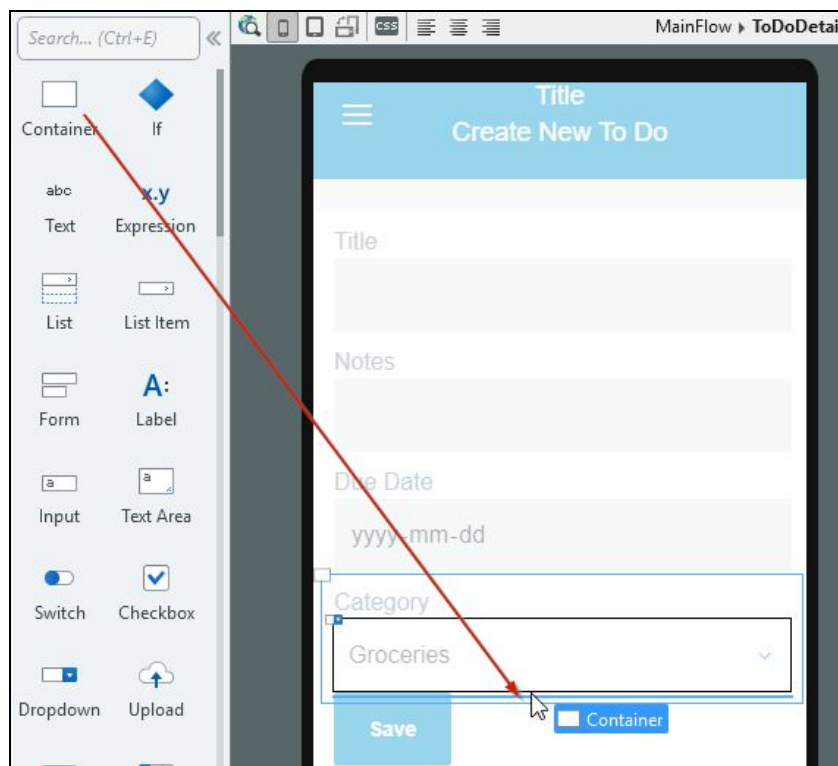 Search... (Ctrl+E)
css
MainFlow ToDoDetai
Container
If
abc
x.y
Text
Expression
List
List Item
A:
Form
Label
a
a
Input
Text Area
Switch
Checkbox
Dropdown
Upload
Title
Create New To Do
Title
Notes
Due Date
yyyy-mm-dd
Category
Groceries
Container
Save